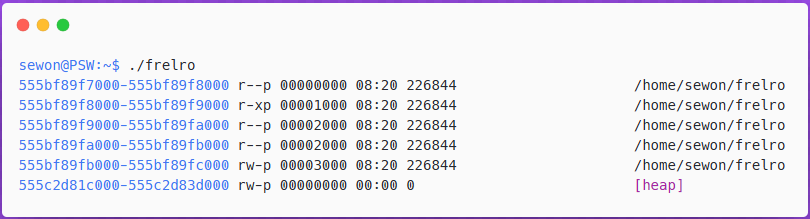 sewon@PSW:~$ ./frelro
555bf89f7000-555bf89f8000 r--p 00000000 08:20 226844 /home/sewon/frelro
555bf89f8000-555bf89f9000 r-xp 00001000 08:20 226844 /home/sewon/frelro
555bf89f9000-555bf89fa000 r--p 00002000 08:20 226844 /home/sewon/frelro
555bf89fa000-555bf89fb000 r--p 00002000 08:20 226844 /home/sewon/frelro
555bf89fb000-555bf89fc000 rw-p 00003000 08:20 226844 /home/sewon/frelro
555c2d81c000-555c2d83d000 rw-p 00000000 00:00 0 [heap]